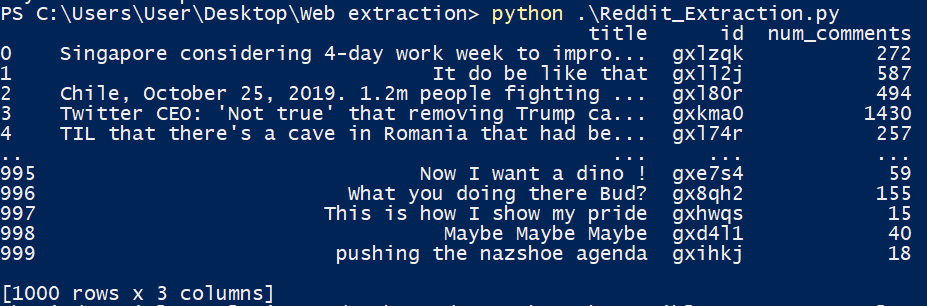 PS C:\Users\User\Desktop\Web extraction> python .\Reddit_Extraction.py
title id num_comments
0 Singapore considering 4-day work week to impro... gxlzqk 272
1 It do be like that gxll2j 587
2 Chile, October 25, 2019. 1.2m people fighting ... gxl80r 494
3 Twitter CEO: 'Not true' that removing Trump ca... gxkma0 1430
4 TIL that there's a cave in Romania that had be... gxl74r 257
.. ... ... ...
995 Now I want a dino ! gxe7s4 59
996 What you doing there Bud? gx8qh2 155
997 This is how I show my pride gxhwqs 15
998 Maybe Maybe Maybe gxd4l1 40
999 pushing the nazshoe agenda gxihkj 18
[1000 rows x 3 columns]